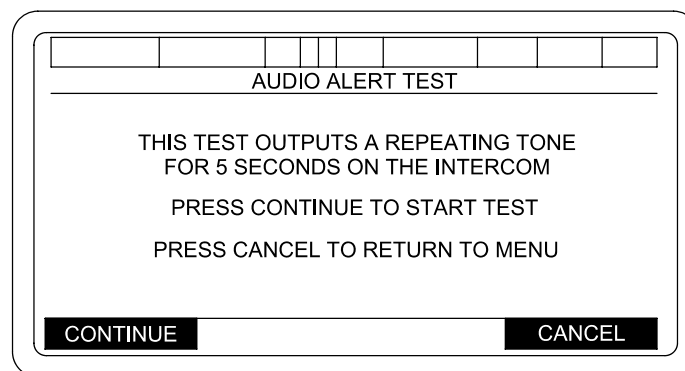 AUDIO ALERT TEST
THIS TEST OUTPUTS A REPEATING TONE
FOR 5 SECONDS ON THE INTERCOM
PRESS CONTINUE TO START TEST
PRESS CANCEL TO RETURN TO MENU
CONTINUE CANCEL